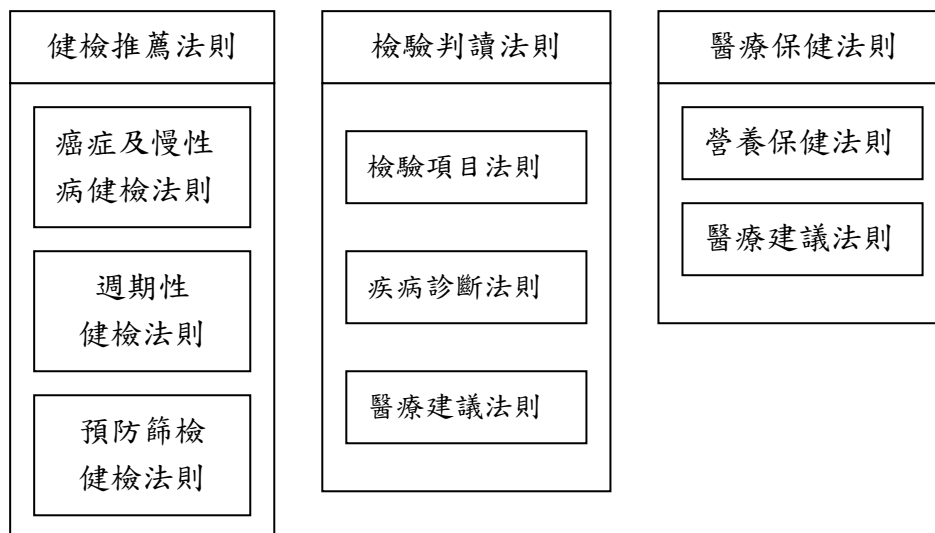 健檢推薦法則
癌症及慢性
病健檢法則
週期性
健檢法則
預防篩檢
健檢法則
檢驗判讀法則
檢驗項目法則
疾病診斷法則
醫療建議法則
醫療保健法則
營養保健法則
醫療建議法則